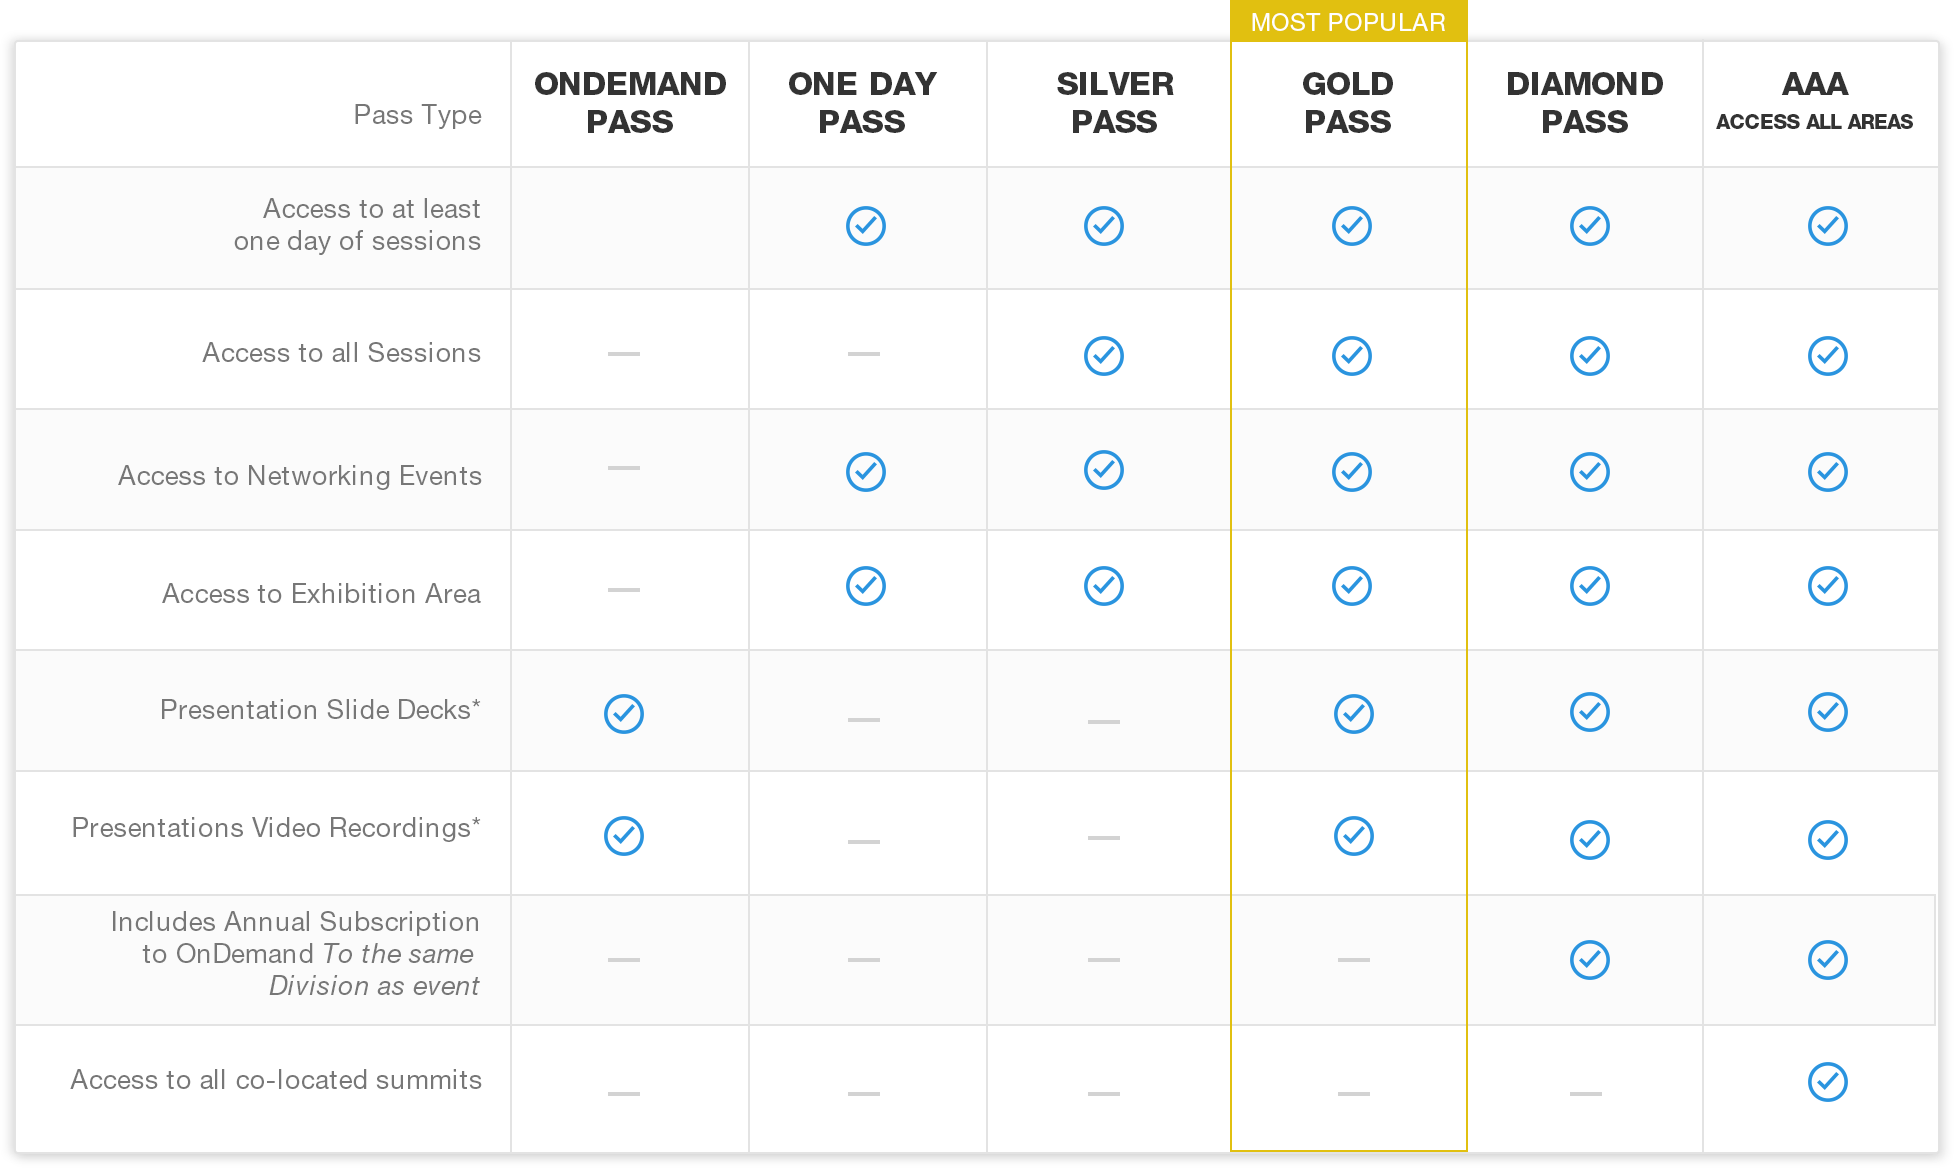 MOST POPULAR
Pass Type
ONDEMAND
PASS
ONE DAY
PASS
SILVER
PASS
GOLD
PASS
DIAMOND
PASS
AAA
ACCESS ALL AREAS
Access to at least
one day of sessions
Access to all Sessions
Access to Networking Events
Access to Exhibition Area
Presentation Slide Decks*
Presentations Video Recordings*
Includes Annual Subscription
to OnDemand To the same
Division as event
Access to all co-located summits